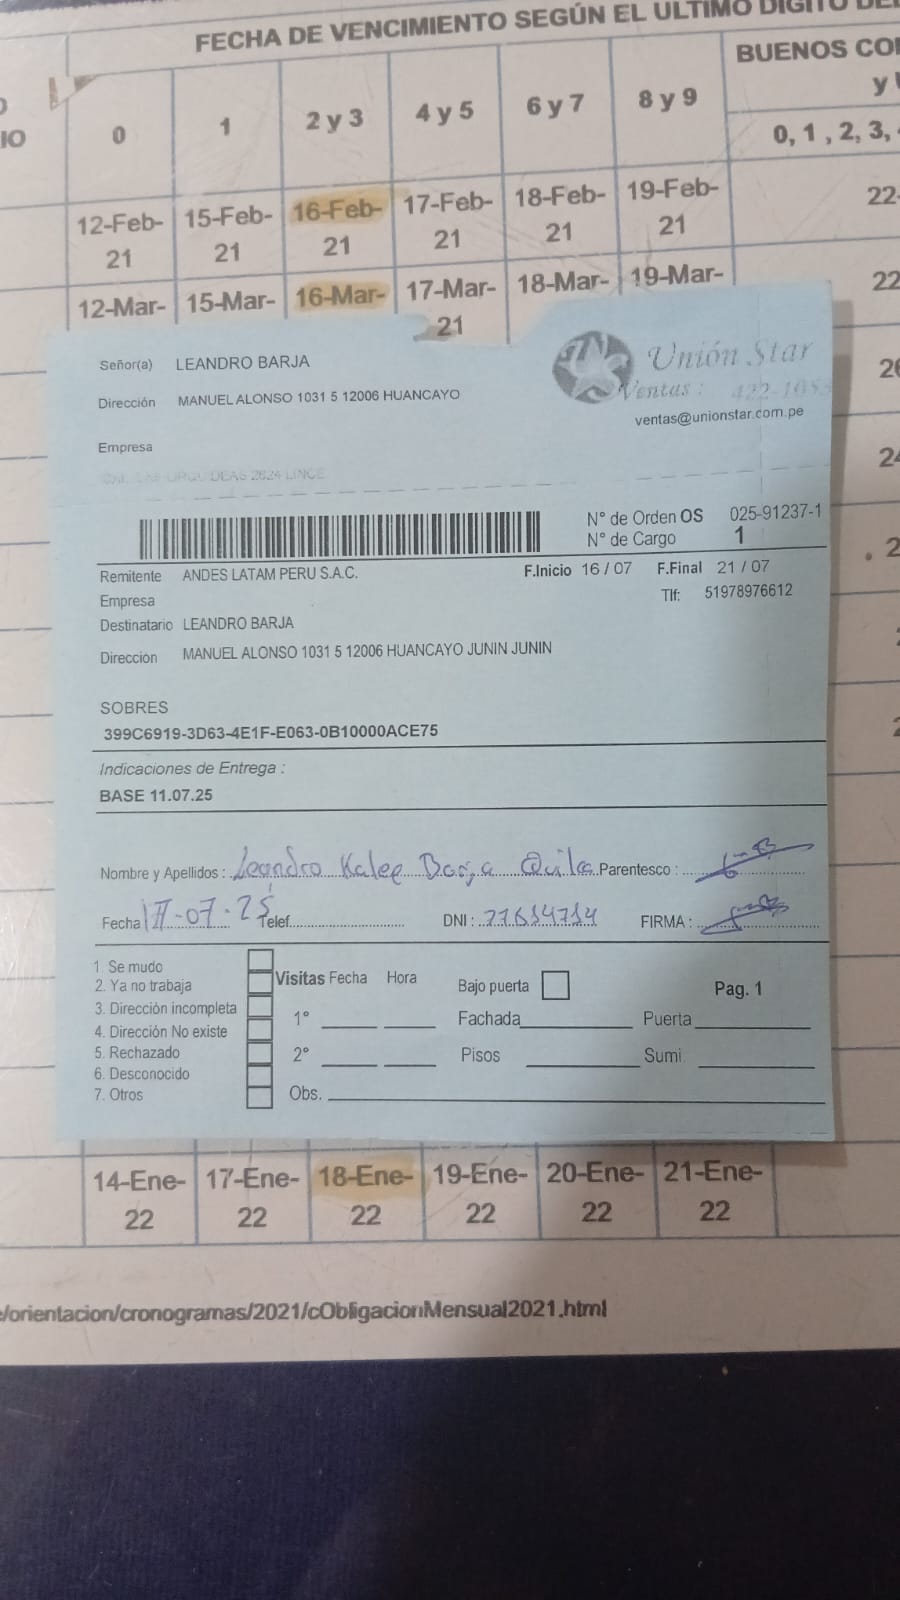 FECHA DE VENCIMIENTO SEGÚN EL ULTIMO DIGITO DE
BUENOS CO
y
IO
0 1 2 y 3 4 y 5 6 y 7 8 y 9
0, 1 , 2, 3,
12-Feb-21 15-Feb-21 16-Feb-21 17-Feb-21 18-Feb-21 19-Feb-21 22-
12-Mar- 15-Mar- 16-Mar- 17-Mar-21 18-Mar- 19-Mar- 22
Señor(a) LEANDRO BARJA
Unión Star
Ventas :
Dirección MANUEL ALONSO 1031 5 12006 HUANCAYO
ventas@unionstar.com.pe
Empresa
2624 LINCE
N° de Orden OS 025-91237-1
N° de Cargo 1
Remitente ANDES LATAM PERU S.A.C. F.Inicio 16 / 07 F.Final 21 / 07
Empresa Tlf: 51978976612
Destinatario LEANDRO BARJA
Dirección MANUEL ALONSO 1031 5 12006 HUANCAYO JUNIN JUNIN
SOBRES
399C6919-3D63-4E1F-E063-0B10000ACE75
Indicaciones de Entrega :
BASE 11.07.25
Nombre y Apellidos : Leandro Barja Parentesco :
Fecha 17-07-25 Telef. DNI : FIRMA :
1. Se mudo
2. Ya no trabaja
3. Dirección incompleta
4. Dirección No existe
5. Rechazado
6. Desconocido
7. Otros
Visitas Fecha Hora
1°
2°
Obs.
Bajo puerta
Pag. 1
Fachada Puerta
Pisos Sumi.
14-Ene-22 17-Ene-22 18-Ene-22 19-Ene-22 20-Ene-22 21-Ene-22
/orientacion/cronogramas/2021/cObligacionMensual2021.html